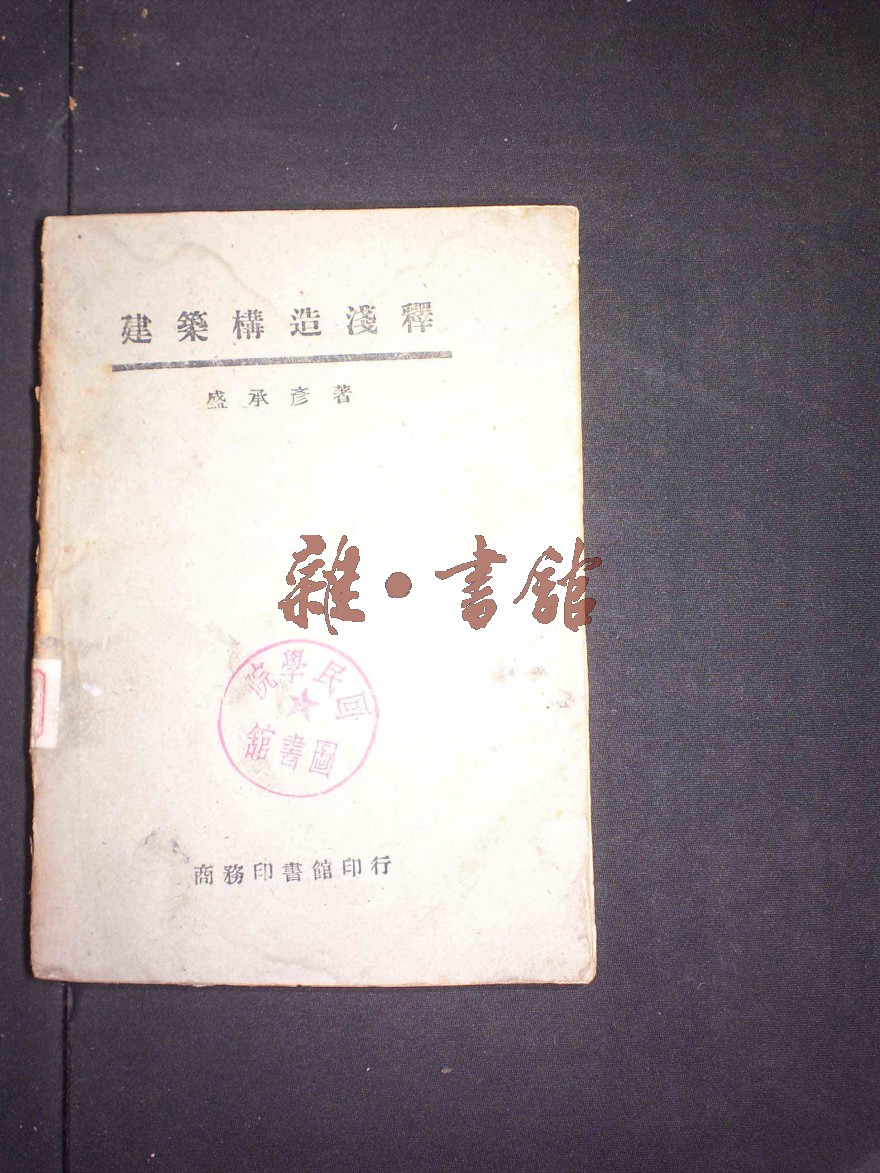 建築構造淺釋
盛承彥著
雜·書館
國民學院
圖書館
商務印書館印行